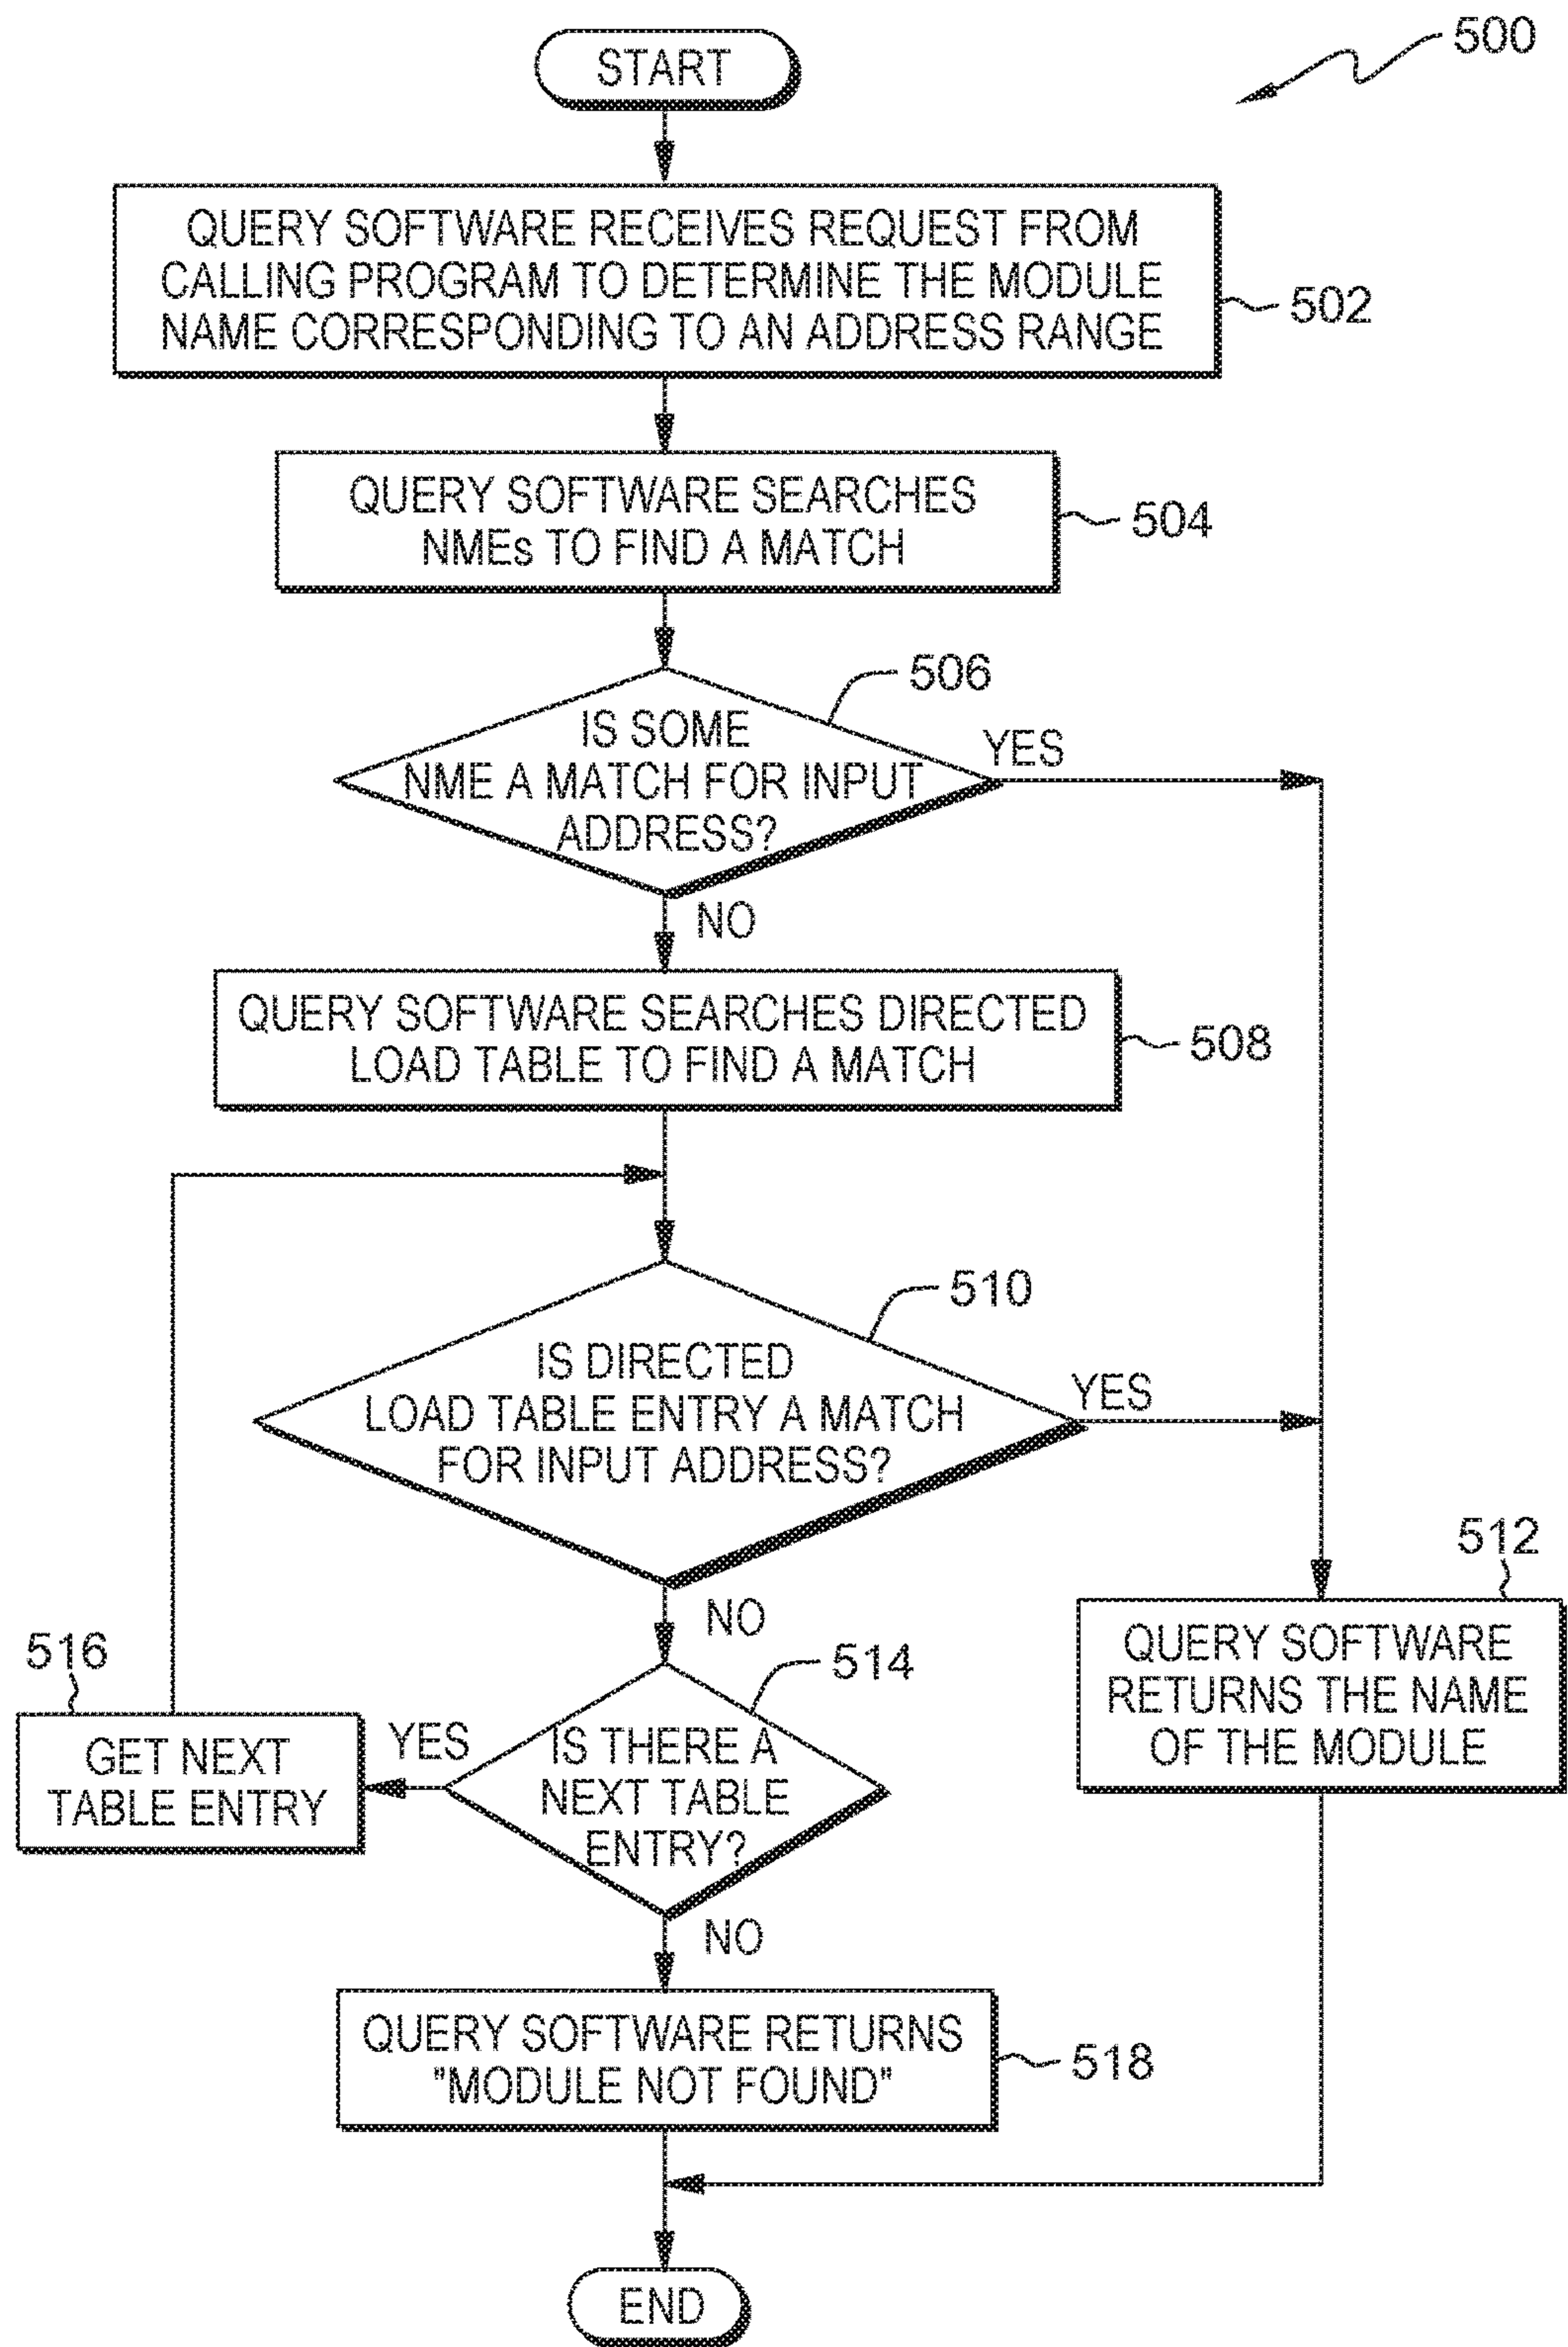 500
START
QUERY SOFTWARE RECEIVES REQUEST FROM
CALLING PROGRAM TO DETERMINE THE MODULE
NAME CORRESPONDING TO AN ADDRESS RANGE
502
QUERY SOFTWARE SEARCHES
NMEs TO FIND A MATCH
504
506
IS SOME
NME A MATCH FOR INPUT
ADDRESS?
YES
NO
QUERY SOFTWARE SEARCHES DIRECTED
LOAD TABLE TO FIND A MATCH
508
510
IS DIRECTED
LOAD TABLE ENTRY A MATCH
FOR INPUT ADDRESS?
YES
NO
512
QUERY SOFTWARE
RETURNS THE NAME
OF THE MODULE
514
IS THERE A
NEXT TABLE
ENTRY?
YES
516
GET NEXT
TABLE ENTRY
NO
QUERY SOFTWARE RETURNS
"MODULE NOT FOUND"
518
END